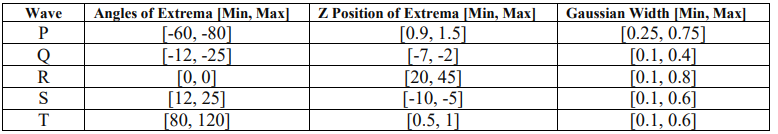 Wave Angles of Extrema [Min, Max] Z Position of Extrema [Min, Max] Gaussian Width [Min, Max]
P [-60, -80] [0.9, 1.5] [0.25, 0.75]
Q [-12, -25] [-7, -2] [0.1, 0.4]
R [0, 0] [20, 45] [0.1, 0.8]
S [12, 25] [-10, -5] [0.1, 0.6]
T [80, 120] [0.5, 1] [0.1, 0.6]